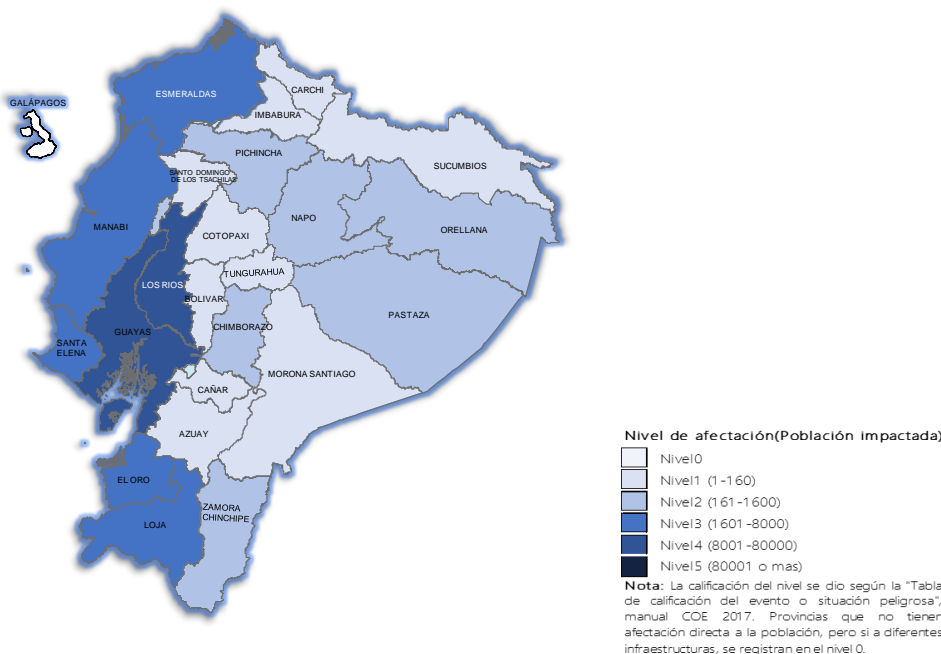 GALÁPAGOS
ESMERALDAS
CARCHI
IMBABURA
SUCUMBIOS
PICHINCHA
SANTO DOMINGO
DE LOS TSACHILAS
NAPO
ORELLANA
MANABI
COTOPAXI
TUNGURAHUA
LOS RIOS
BOLIVAR
PASTAZA
CHIMBORAZO
GUAYAS
SANTA
ELENA
MORONA SANTIAGO
CAÑAR
AZUAY
EL ORO
ZAMORA
CHINCHIPE
LOJA
Nivel de afectación(Población impactada)
Nivel0
Nivel1 (1-160)
Nivel2 (161-1600)
Nivel3 (1601-8000)
Nivel4 (8001-80000)
Nivel5 (80001 o mas)
Nota: La calificación del nivel se dio según la "Tabla
de calificación del evento o situación peligrosa",
manual COE 2017. Provincias que no tienen
afectación directa a la población, pero si a diferentes
infraestructuras, se registran en el nivel 0.